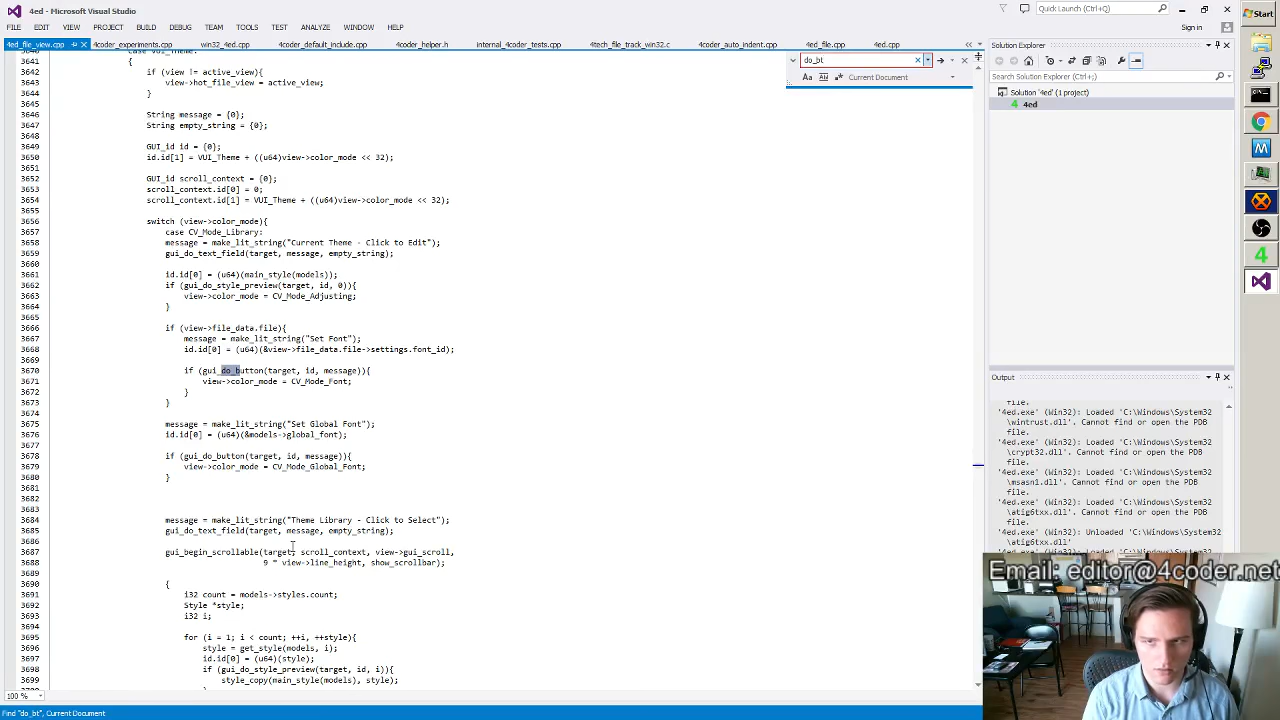 4ed - Microsoft Visual Studio
Quick Launch (Ctrl+Q)
Start
FILE EDIT VIEW PROJECT BUILD DEBUG TEAM TOOLS TEST ANALYZE WINDOW HELP
Sign in
4ed_file_view.cpp 4coder_experiments.cpp win32_4ed.cpp 4coder_default_include.cpp 4coder_helper.h internal_4coder_tests.cpp 4tech_file_track_win32.c 4coder_auto_indent.cpp 4ed_file.cpp 4ed.cpp
Solution Explorer
do_bt
Aa Current Document
Search Solution Explorer (Ctrl+;)
Solution '4ed' (1 project)
4ed
3641 {
3642 if (view != active_view){
3643 view->hot_file_view = active_view;
3644 }
3645
3646 String message = {0};
3647 String empty_string = {0};
3648
3649 GUI_id id = {0};
3650 id.id[1] = VUI_Theme + ((u64)view->color_mode << 32);
3651
3652 GUI_id scroll_context = {0};
3653 scroll_context.id[0] = 0;
3654 scroll_context.id[1] = VUI_Theme + ((u64)view->color_mode << 32);
3655
3656 switch (view->color_mode){
3657 case CV_Mode_Library:
3658 message = make_lit_string("Current Theme - Click to Edit");
3659 gui_do_text_field(target, message, empty_string);
3660
3661 id.id[0] = (u64)(main_style(models));
3662 if (gui_do_style_preview(target, id, 0)){
3663 view->color_mode = CV_Mode_Adjusting;
3664 }
3665
3666 if (view->file_data.file){
3667 message = make_lit_string("Set Font");
3668 id.id[0] = (u64)(&view->file_data.file->settings.font_id);
3669
3670 if (gui_do_button(target, id, message)){
3671 view->color_mode = CV_Mode_Font;
3672 }
3673 }
3674
3675 message = make_lit_string("Set Global Font");
3676 id.id[0] = (u64)(&models->global_font);
3677
3678 if (gui_do_button(target, id, message)){
3679 view->color_mode = CV_Mode_Global_Font;
3680 }
3681
3682
3683
3684 message = make_lit_string("Theme Library - Click to Select");
3685 gui_do_text_field(target, message, empty_string);
3686
3687 gui_begin_scrollable(target, scroll_context, view->gui_scroll,
3688 9 * view->line_height, show_scrollbar);
3689
3690 {
3691 i32 count = models->styles.count;
3692 Style *style;
3693 i32 i;
3694
3695 for (i = 1; i < count; ++i, ++style){
3696 style = get_style(models, i);
3697 id.id[0] = (u64)(style);
3698 if (gui_do_style_preview(target, id, i)){
3699 style_copy(main_style(models), style);
Output
file.
'4ed.exe' (Win32): Loaded 'C:\Windows\System32
\wintrust.dll'. Cannot find or open the PDB
file.
'4ed.exe' (Win32): Loaded 'C:\Windows\System32
\crypt32.dll'. Cannot find or open the PDB
file.
'4ed.exe' (Win32): Loaded 'C:\Windows\System32
\msasn1.dll'. Cannot find or open the PDB
file.
'4ed.exe' (Win32): Loaded 'C:\Windows\System32
\atig6txx.dll'. Cannot find or open the PDB
file.
'4ed.exe' (Win32): Unloaded 'C:\Windows\System32
\atig6txx.dll'
Email: editor@4coder.net
100 %
Find "do_bt", Current Document